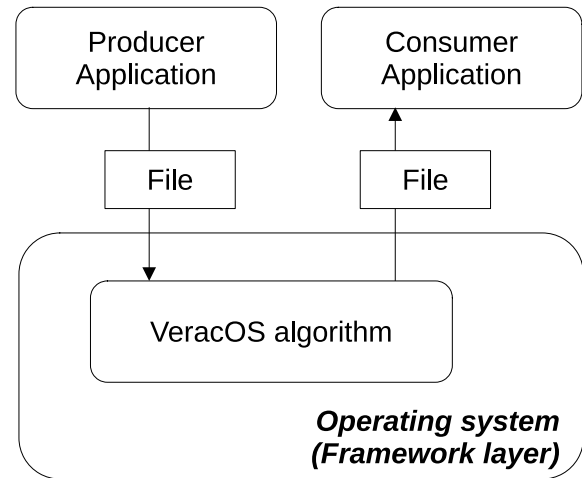 Producer
Application
Consumer
Application
File
File
VeracOS algorithm
Operating system
(Framework layer)